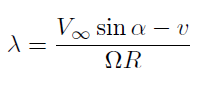 λ = (V∞ sin α − v) / (ΩR)